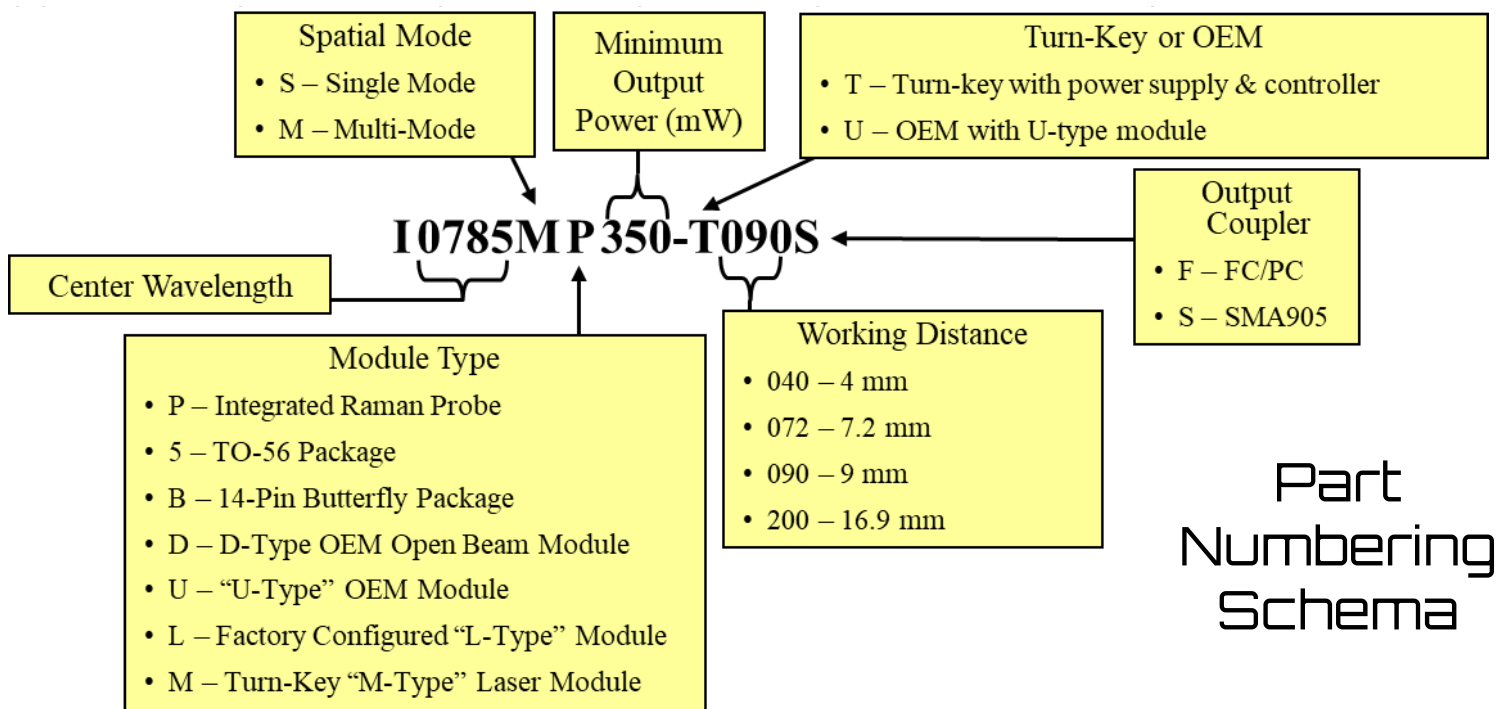 Spatial Mode
• S – Single Mode
• M – Multi-Mode
Minimum
Output
Power (mW)
Turn-Key or OEM
• T – Turn-key with power supply & controller
• U – OEM with U-type module
I0785MP350-T090S
Output
Coupler
• F – FC/PC
• S – SMA905
Center Wavelength
Module Type
• P – Integrated Raman Probe
• 5 – TO-56 Package
• B – 14-Pin Butterfly Package
• D – D-Type OEM Open Beam Module
• U – “U-Type” OEM Module
• L – Factory Configured “L-Type” Module
• M – Turn-Key “M-Type” Laser Module
Working Distance
• 040 – 4 mm
• 072 – 7.2 mm
• 090 – 9 mm
• 200 – 16.9 mm
Part
Numbering
Schema